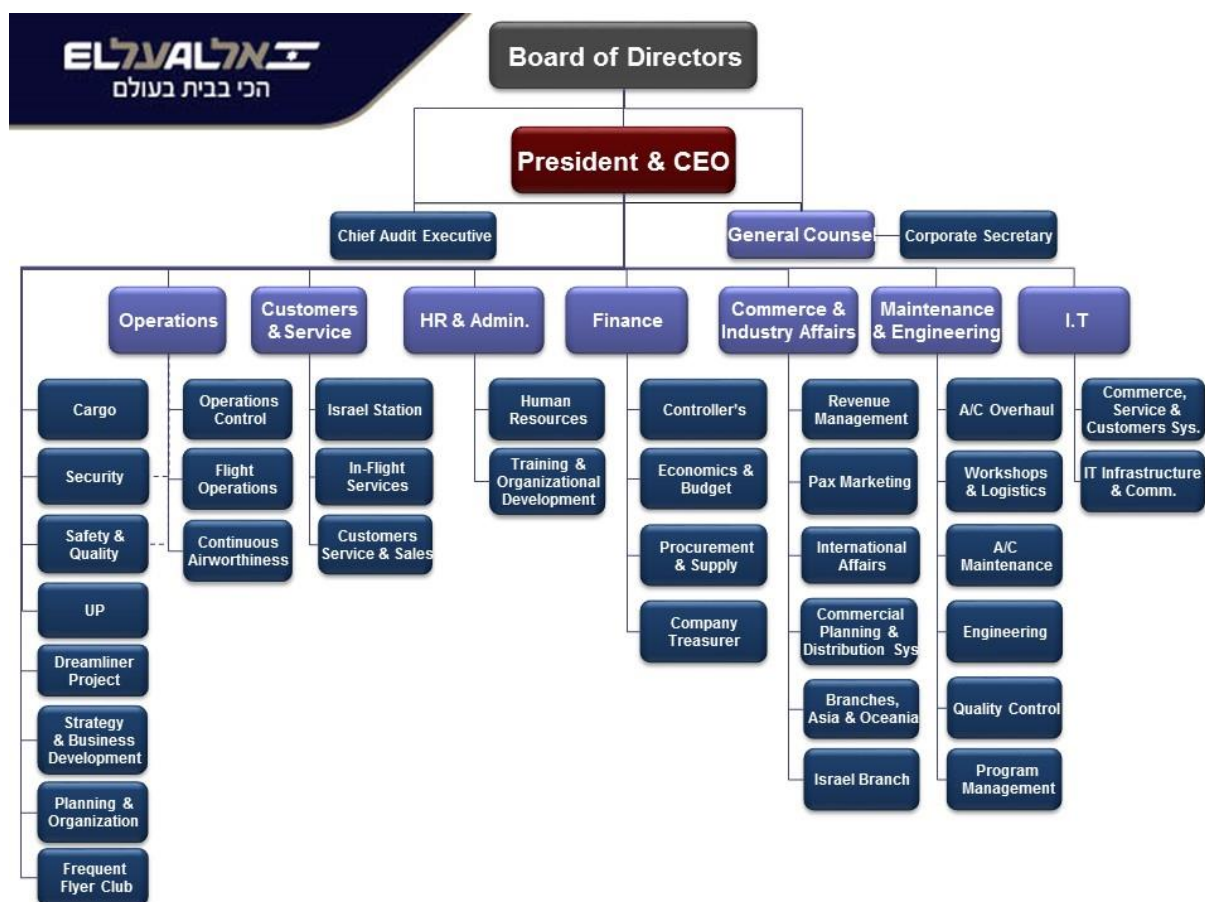 ELעלALאל
הכי בבית בעולם
Board of Directors
President & CEO
Chief Audit Executive
General Counsel
Corporate Secretary
Operations
Customers
& Service
HR & Admin.
Finance
Commerce &
Industry Affairs
Maintenance
& Engineering
I.T
Cargo
Security
Safety &
Quality
UP
Dreamliner
Project
Strategy
& Business
Development
Planning &
Organization
Frequent
Flyer Club
Operations
Control
Flight
Operations
Continuous
Airworthiness
Israel Station
In-Flight
Services
Customers
Service & Sales
Human
Resources
Training &
Organizational
Development
Controller's
Economics &
Budget
Procurement
& Supply
Company
Treasurer
Revenue
Management
Pax Marketing
International
Affairs
Commercial
Planning &
Distribution Sys
Branches,
Asia & Oceania
Israel Branch
A/C Overhaul
Workshops
& Logistics
A/C
Maintenance
Engineering
Quality Control
Program
Management
Commerce,
Service &
Customers Sys.
IT Infrastructure
& Comm.